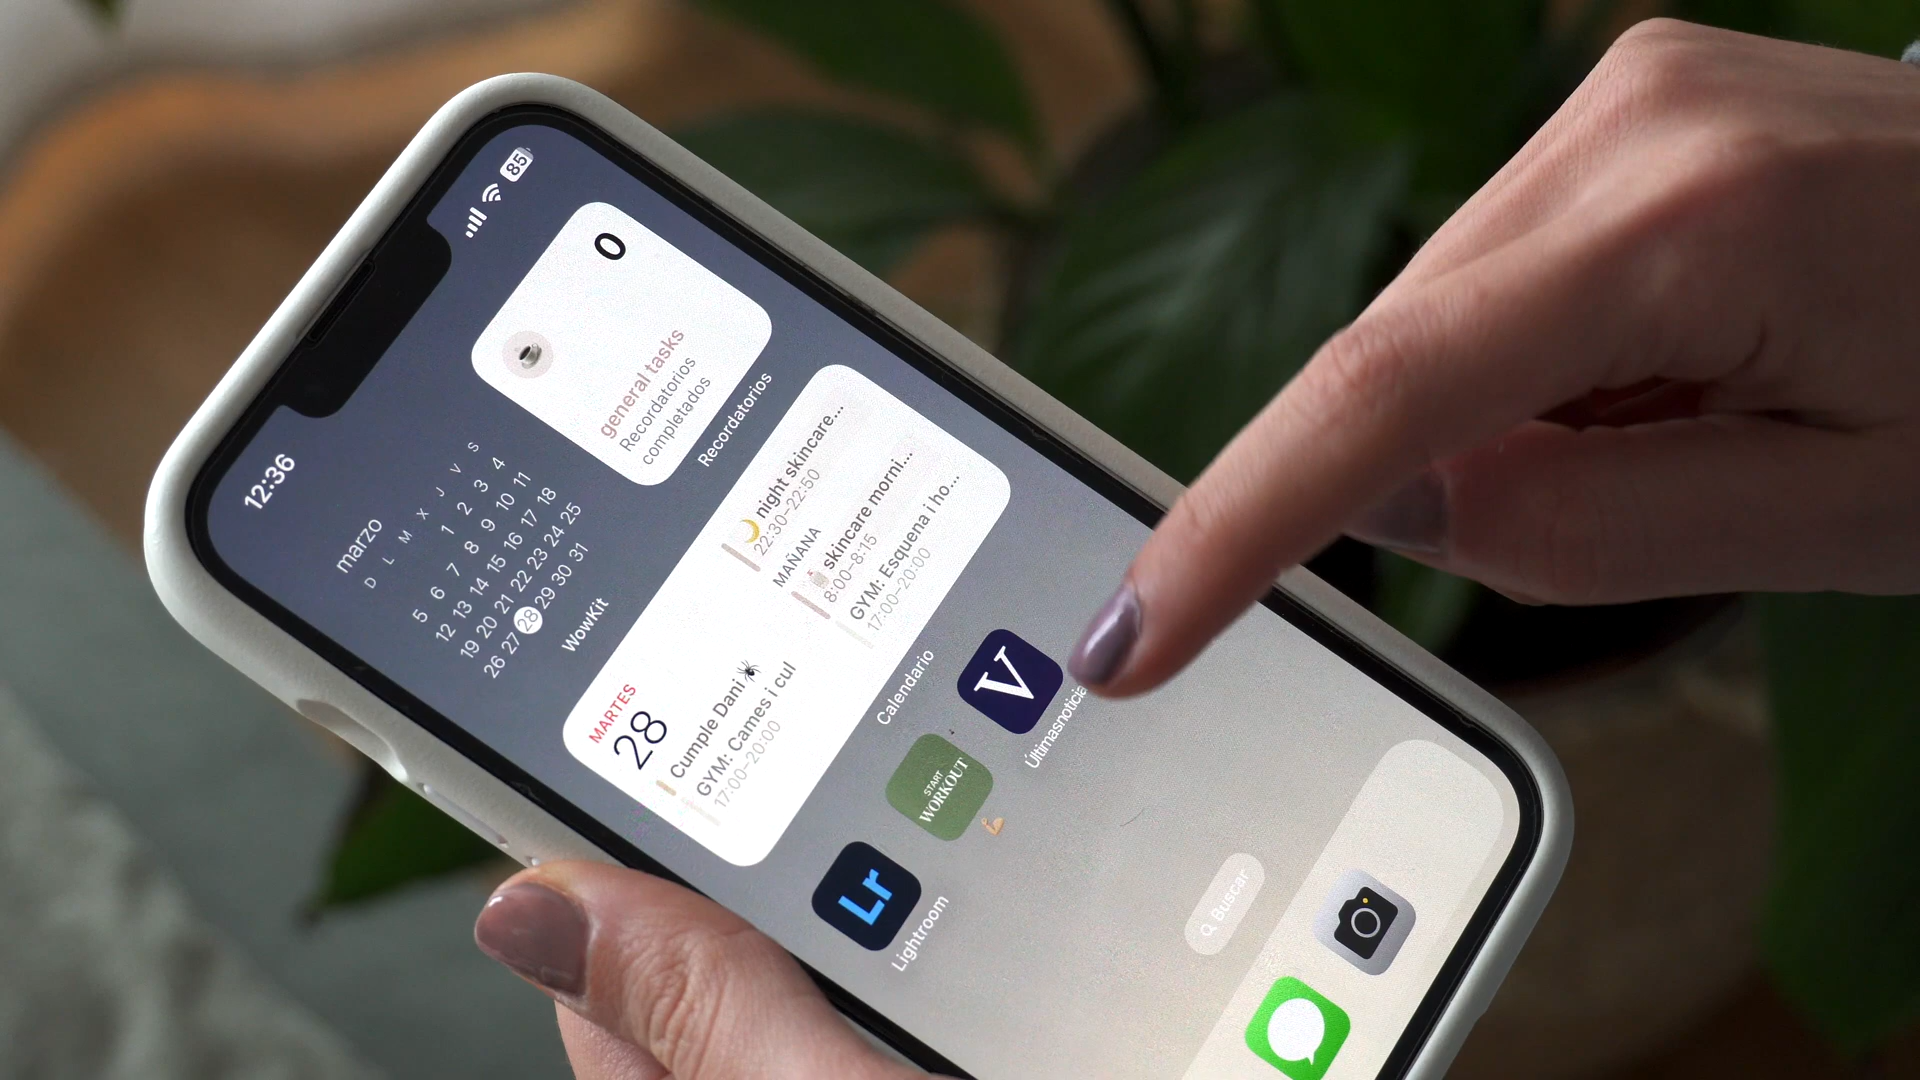 12:36
85
marzo
D L M X J V S
1 2 3 4
5 6 7 8 9 10 11
12 13 14 15 16 17 18
19 20 21 22 23 24 25
26 27 28 29 30 31
WowKit
0
general tasks
Recordatorios
completados
Recordatorios
MARTES
28
Cumple Dani
GYM: Cames i cul
17:00–20:00
night skincare...
22:30–22:50
MAÑANA
skincare morni...
8:00–8:15
GYM: Esquena i ho...
17:00–20:00
Calendario
Lr
Lightroom
START
WORKOUT
V
Últimasnoticia
Buscar